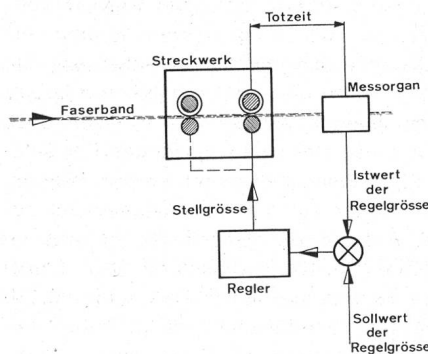 Totzeit
Streckwerk
Messorgan
Faserband
Istwert
der
Regelgrösse
Stellgrösse
Regler
Sollwert
der
Regelgrösse